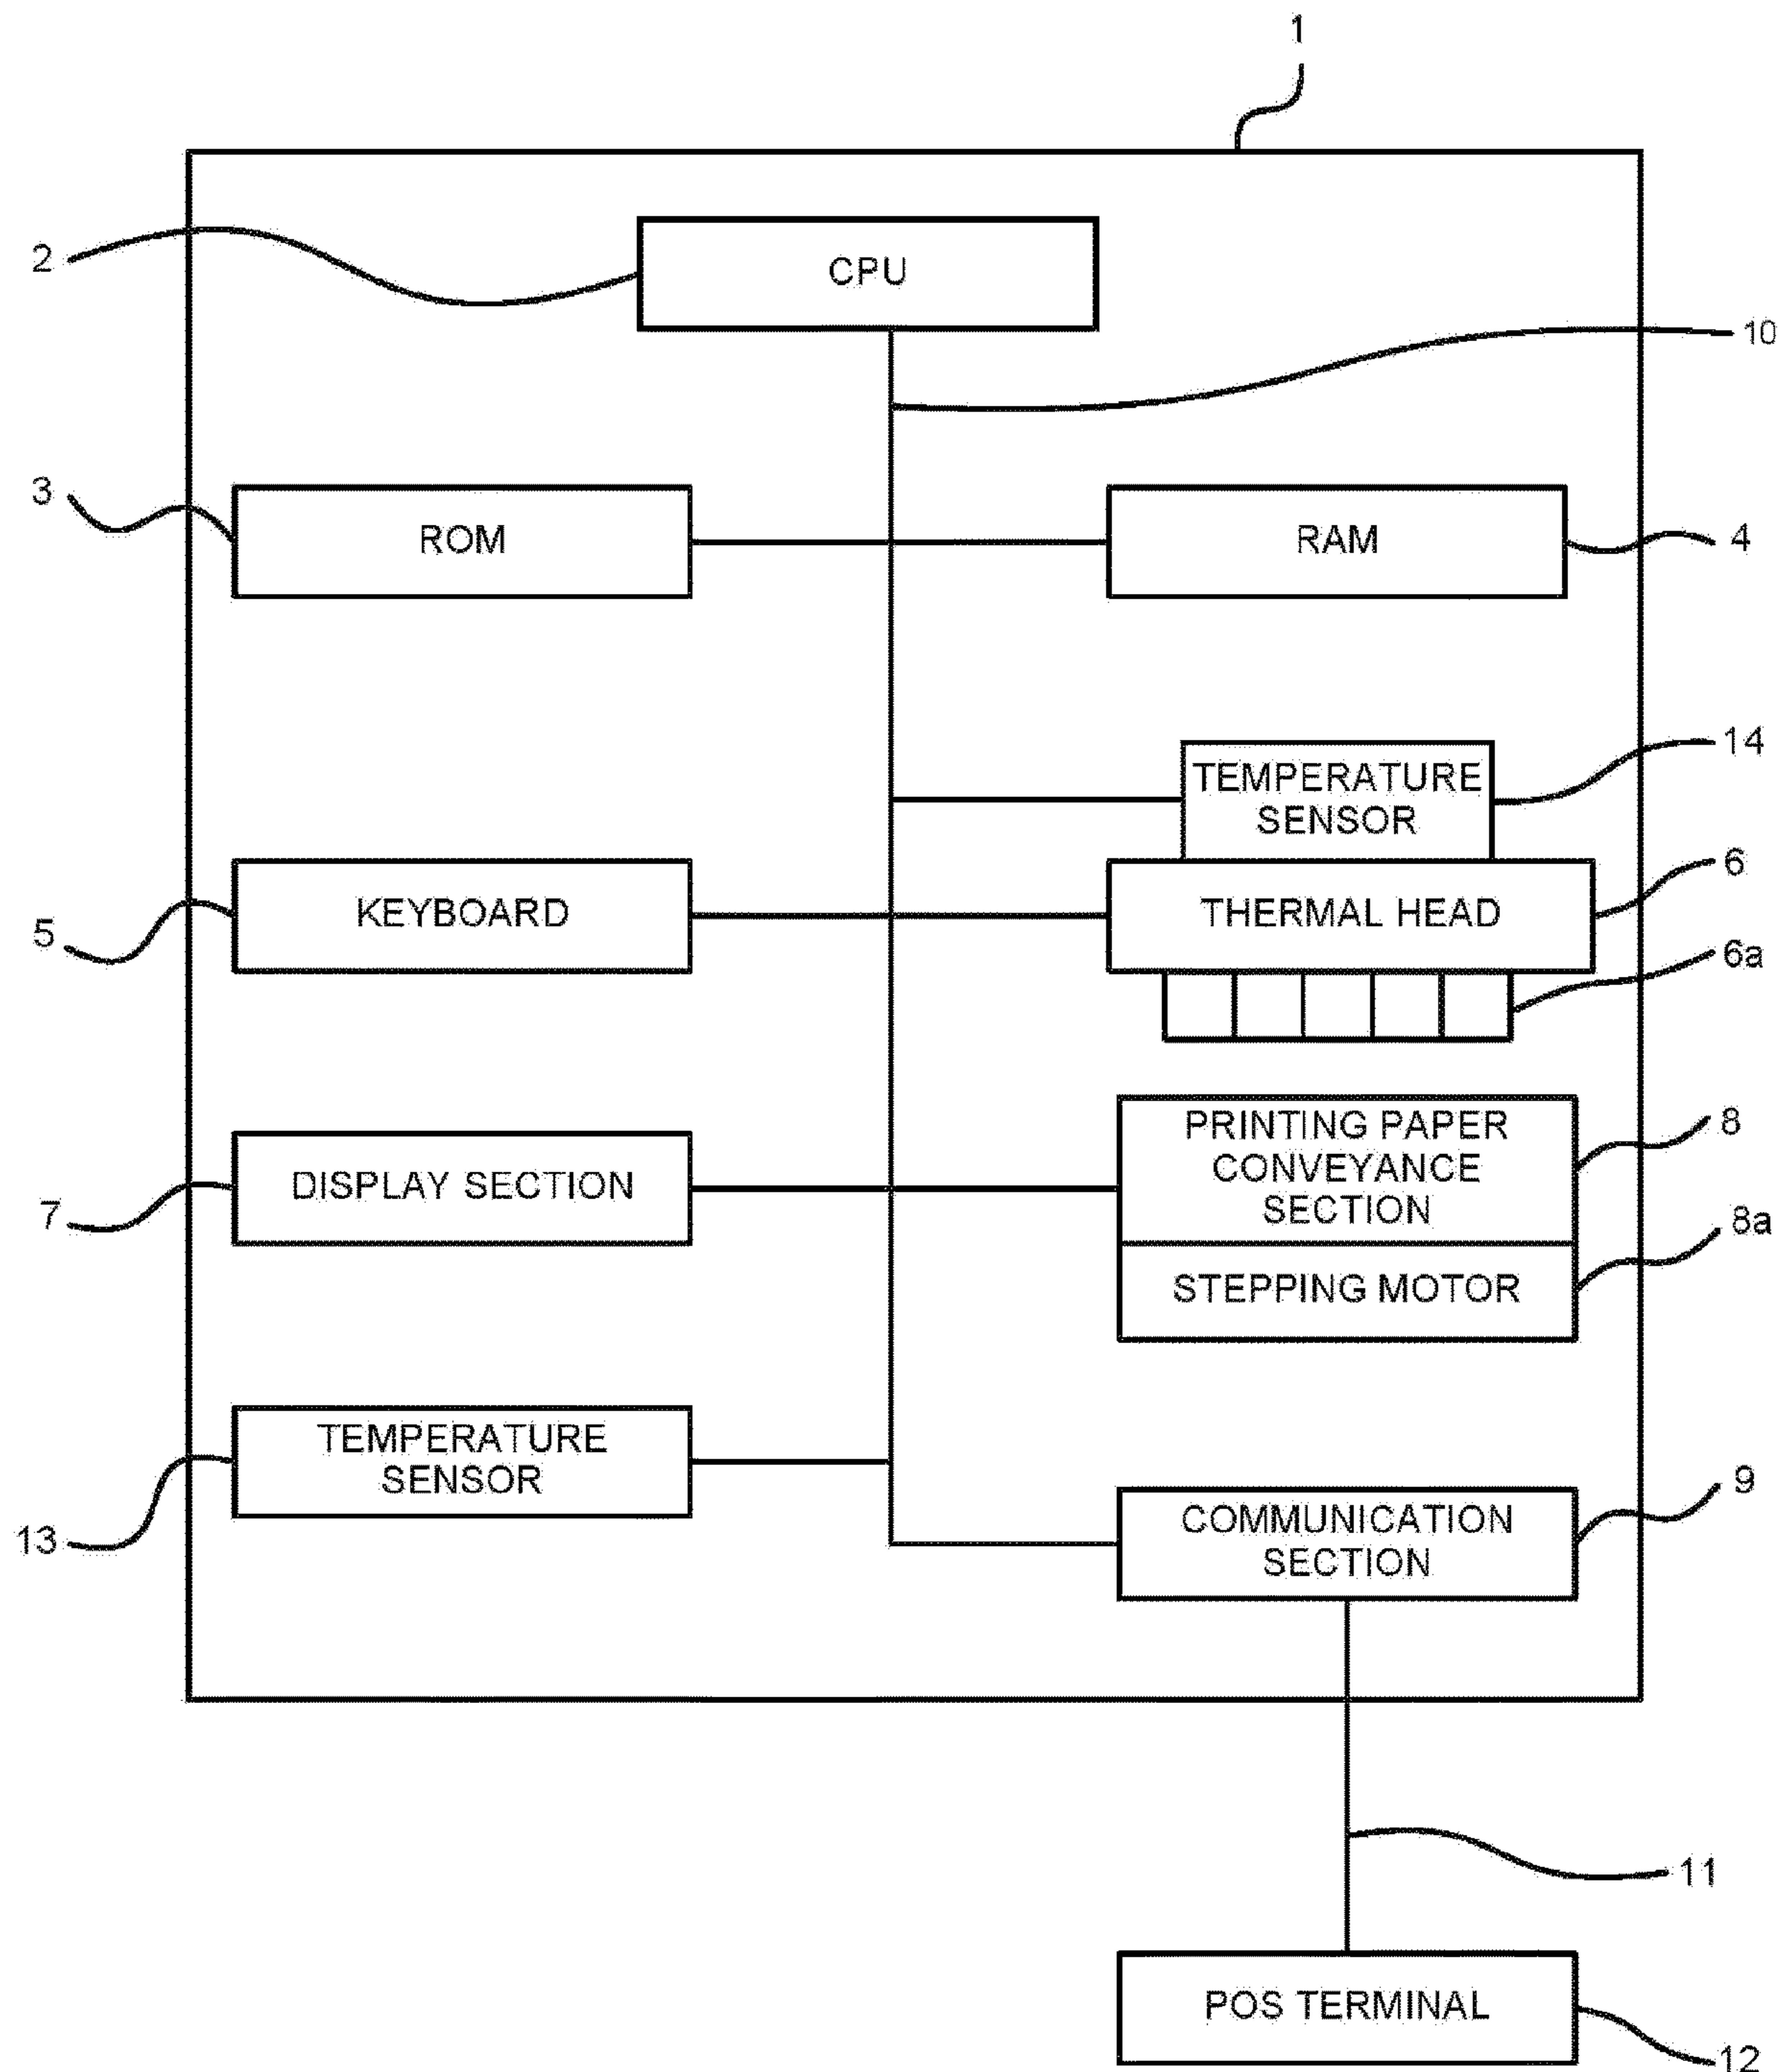 1
2
CPU
10
3
ROM
RAM
4
TEMPERATURE
SENSOR
14
5
KEYBOARD
THERMAL HEAD
6
6a
7
DISPLAY SECTION
PRINTING PAPER
CONVEYANCE
SECTION
8
STEPPING MOTOR
8a
13
TEMPERATURE
SENSOR
COMMUNICATION
SECTION
9
11
POS TERMINAL
12